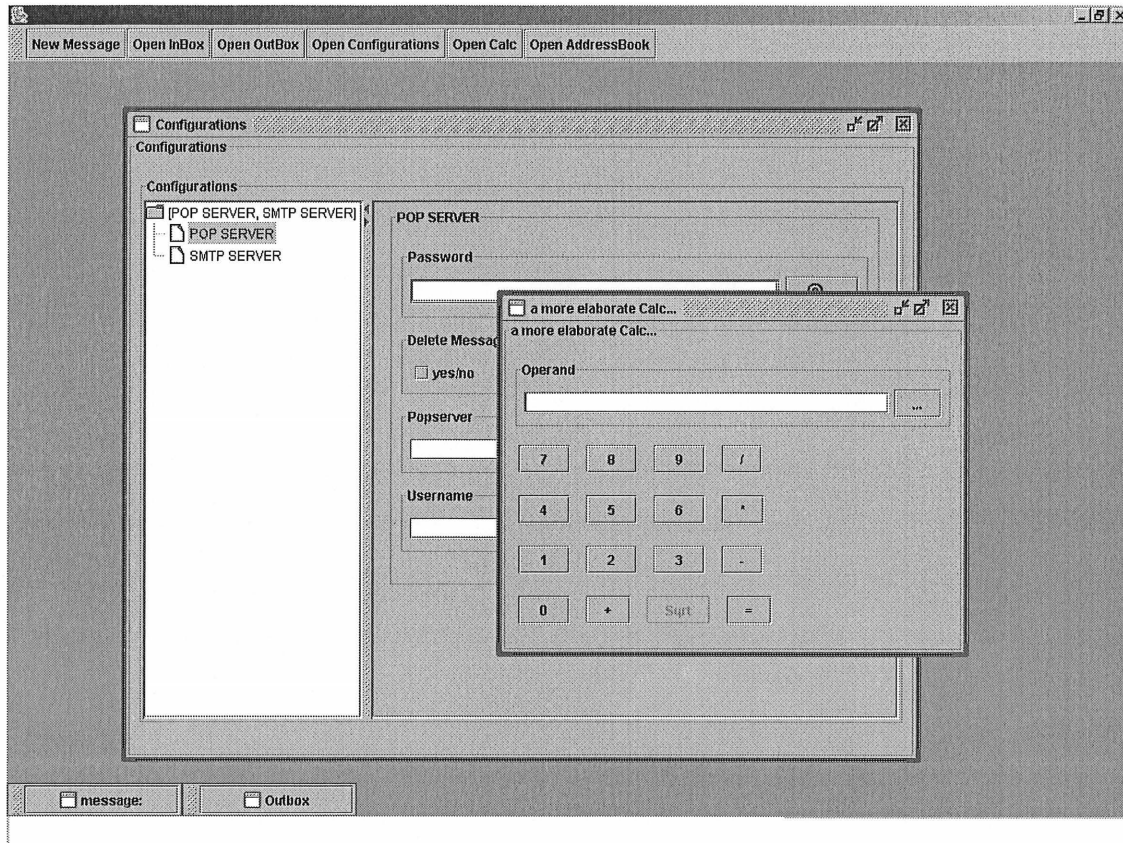 New Message Open InBox Open OutBox Open Configurations Open Calc Open AddressBook
Configurations
Configurations
Configurations
[POP SERVER, SMTP SERVER]
POP SERVER
SMTP SERVER
POP SERVER
Password
Delete Messag
yes/no
Popserver
Username
a more elaborate Calc...
a more elaborate Calc...
Operand
...
7 8 9 /
4 5 6 *
1 2 3 -
0 + Sqrt =
message: Outbox